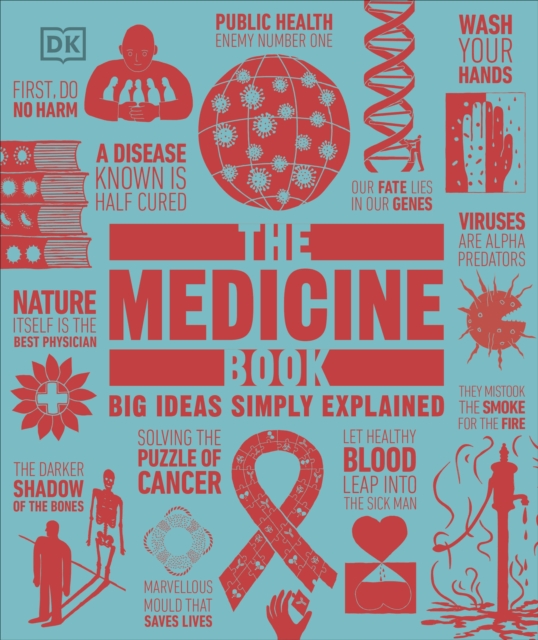 DK
PUBLIC HEALTH
ENEMY NUMBER ONE
WASH
YOUR
HANDS
FIRST, DO
NO HARM
A DISEASE
KNOWN IS
HALF CURED
OUR FATE LIES
IN OUR GENES
VIRUSES
ARE ALPHA
PREDATORS
THE
MEDICINE
BOOK
BIG IDEAS SIMPLY EXPLAINED
NATURE
ITSELF IS THE
BEST PHYSICIAN
THEY MISTOOK
THE SMOKE
FOR THE FIRE
SOLVING THE
PUZZLE OF
CANCER
LET HEALTHY
BLOOD
LEAP INTO
THE SICK MAN
THE DARKER
SHADOW
OF THE BONES
MARVELLOUS
MOULD THAT
SAVES LIVES